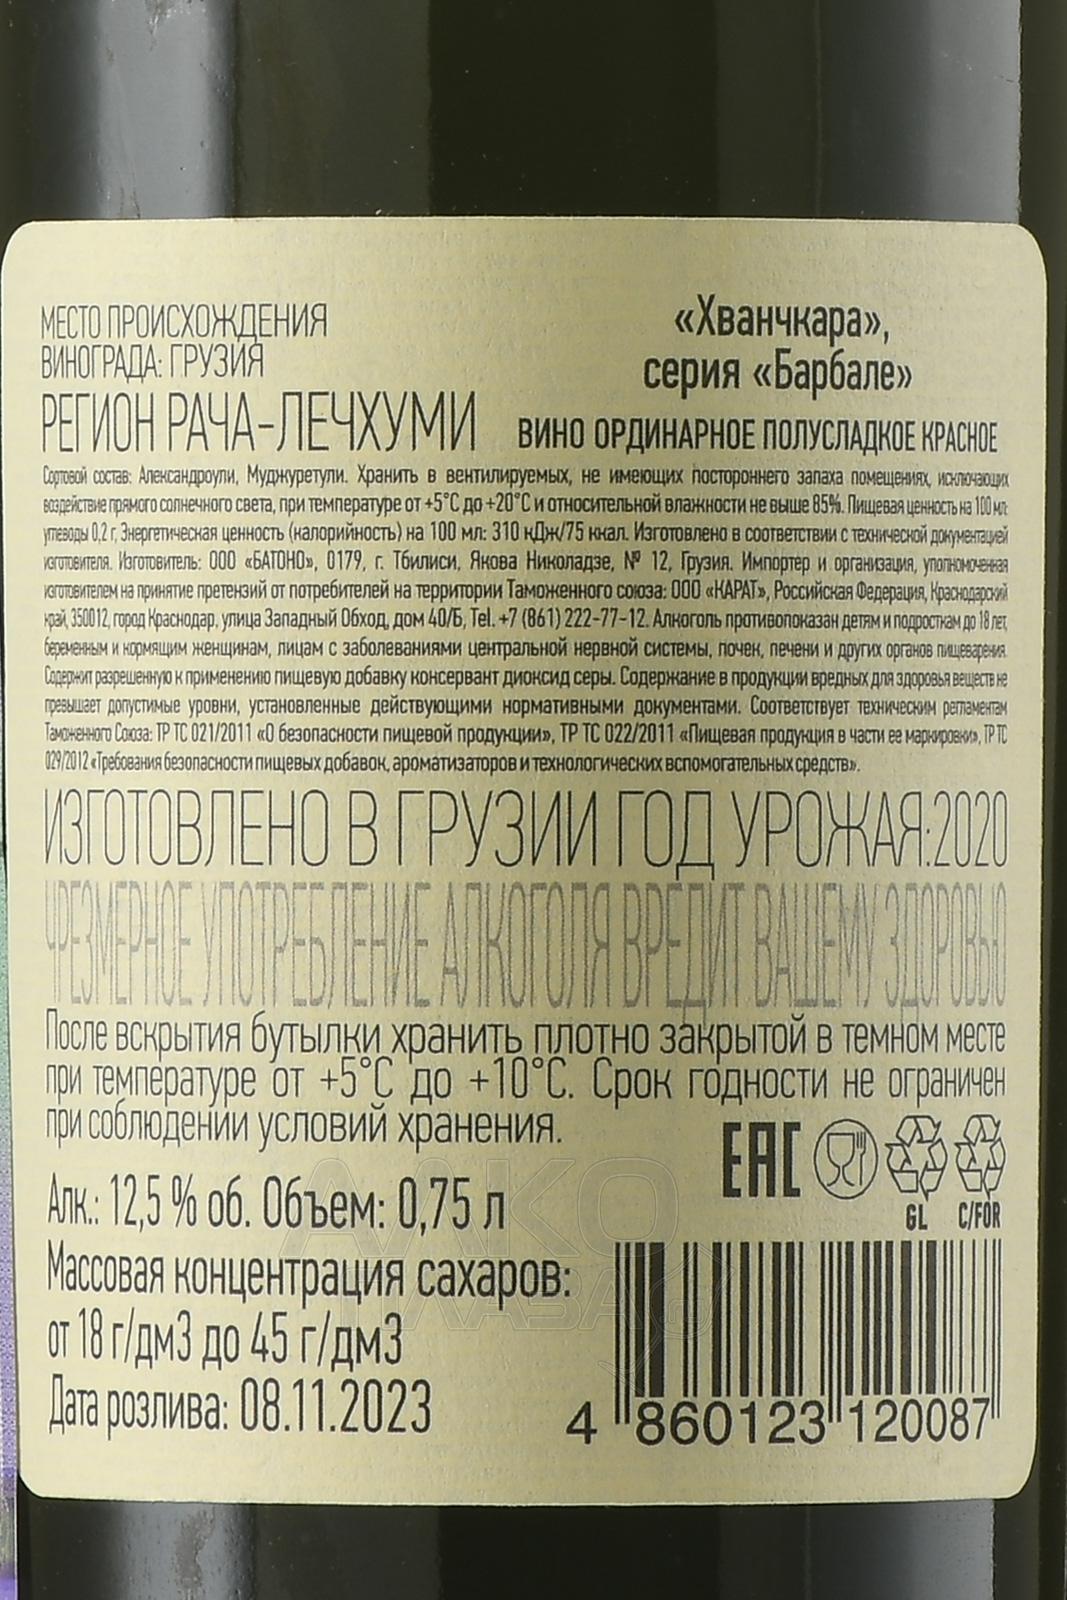 МЕСТО ПРОИСХОЖДЕНИЯ
ВИНОГРАДА: ГРУЗИЯ
РЕГИОН РАЧА-ЛЕЧХУМИ
«Хванчкара»,
серия «Барбале»
ВИНО ОРДИНАРНОЕ ПОЛУСЛАДКОЕ КРАСНОЕ
Сортовой состав: Александроули, Муджуретули. Хранить в вентилируемых, не имеющих постороннего запаха помещениях, исключающих
воздействие прямого солнечного света, при температуре от +5°С до +20°С и относительной влажности не выше 85%. Пищевая ценность на 100 мл:
углеводы 0,2 г, Энергетическая ценность (калорийность) на 100 мл: 310 кДж/75 ккал. Изготовлено в соответствии с технической документацией
изготовителя. Изготовитель: ООО «БАТОНО», 0179, г. Тбилиси, Якова Николадзе, № 12, Грузия. Импортер и организация, уполномоченная
изготовителем на принятие претензий от потребителей на территории Таможенного союза: ООО «КАРАТ», Российская Федерация, Краснодарский
край, 350012, город Краснодар, улица Западный Обход, дом 40/Б, Tel. +7 (861) 222-77-12. Алкоголь противопоказан детям и подросткам до 18 лет,
беременным и кормящим женщинам, лицам с заболеваниями центральной нервной системы, почек, печени и других органов пищеварения.
Содержит разрешенную к применению пищевую добавку консервант диоксид серы. Содержание в продукции вредных для здоровья веществ не
превышает допустимые уровни, установленные действующими нормативными документами. Соответствует техническим регламентам
Таможенного Союза: ТР ТС 021/2011 «О безопасности пищевой продукции», ТР ТС 022/2011 «Пищевая продукция в части ее маркировки», ТР ТС
029/2012 «Требования безопасности пищевых добавок, ароматизаторов и технологических вспомогательных средств».
ИЗГОТОВЛЕНО В ГРУЗИИ ГОД УРОЖАЯ:2020
ЧРЕЗМЕРНОЕ УПОТРЕБЛЕНИЕ АЛКОГОЛЯ ВРЕДИТ ВАШЕМУ ЗДОРОВЬЮ
После вскрытия бутылки хранить плотно закрытой в темном месте
при температуре от +5°С до +10°С. Срок годности не ограничен
при соблюдении условий хранения.
EAC
GL C/FOR
Алк.: 12,5 % об. Объем: 0,75 л
Массовая концентрация сахаров:
от 18 г/дм3 до 45 г/дм3
Дата розлива: 08.11.2023
4 860123 120087
АЛКО
ПЛАЗА